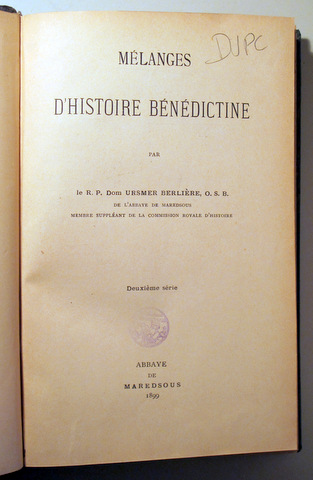 DUPC
MÉLANGES
D'HISTOIRE BÉNÉDICTINE
PAR
le R. P. Dom URSMER BERLIÈRE, O. S. B.
DE L'ABBAYE DE MAREDSOUS
MEMBRE SUPPLÉANT DE LA COMMISSION ROYALE D'HISTOIRE
Deuxième série
ABBAYE
DE
MAREDSOUS
1899